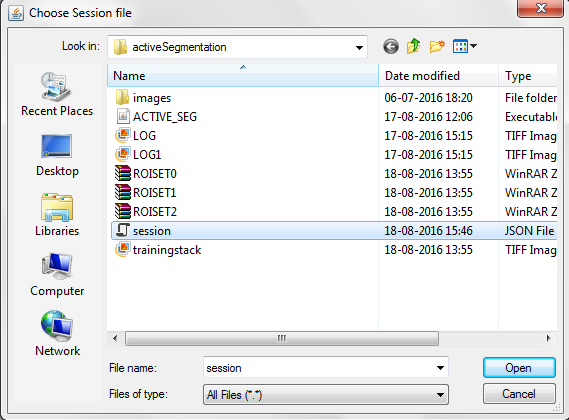 Choose Session file
Look in: activeSegmentation
Name Date modified Type
images 06-07-2016 18:20 File folder
ACTIVE_SEG 17-08-2016 12:06 Executable
LOG 17-08-2016 15:15 TIFF Imag
LOG1 17-08-2016 15:15 TIFF Imag
ROISET0 18-08-2016 13:55 WinRAR Z
ROISET1 18-08-2016 13:55 WinRAR Z
ROISET2 18-08-2016 13:55 WinRAR Z
session 18-08-2016 15:46 JSON File
trainingstack 18-08-2016 13:55 TIFF Imag
Recent Places
Desktop
Libraries
Computer
Network
File name: session Open
Files of type: All Files (*.*) Cancel